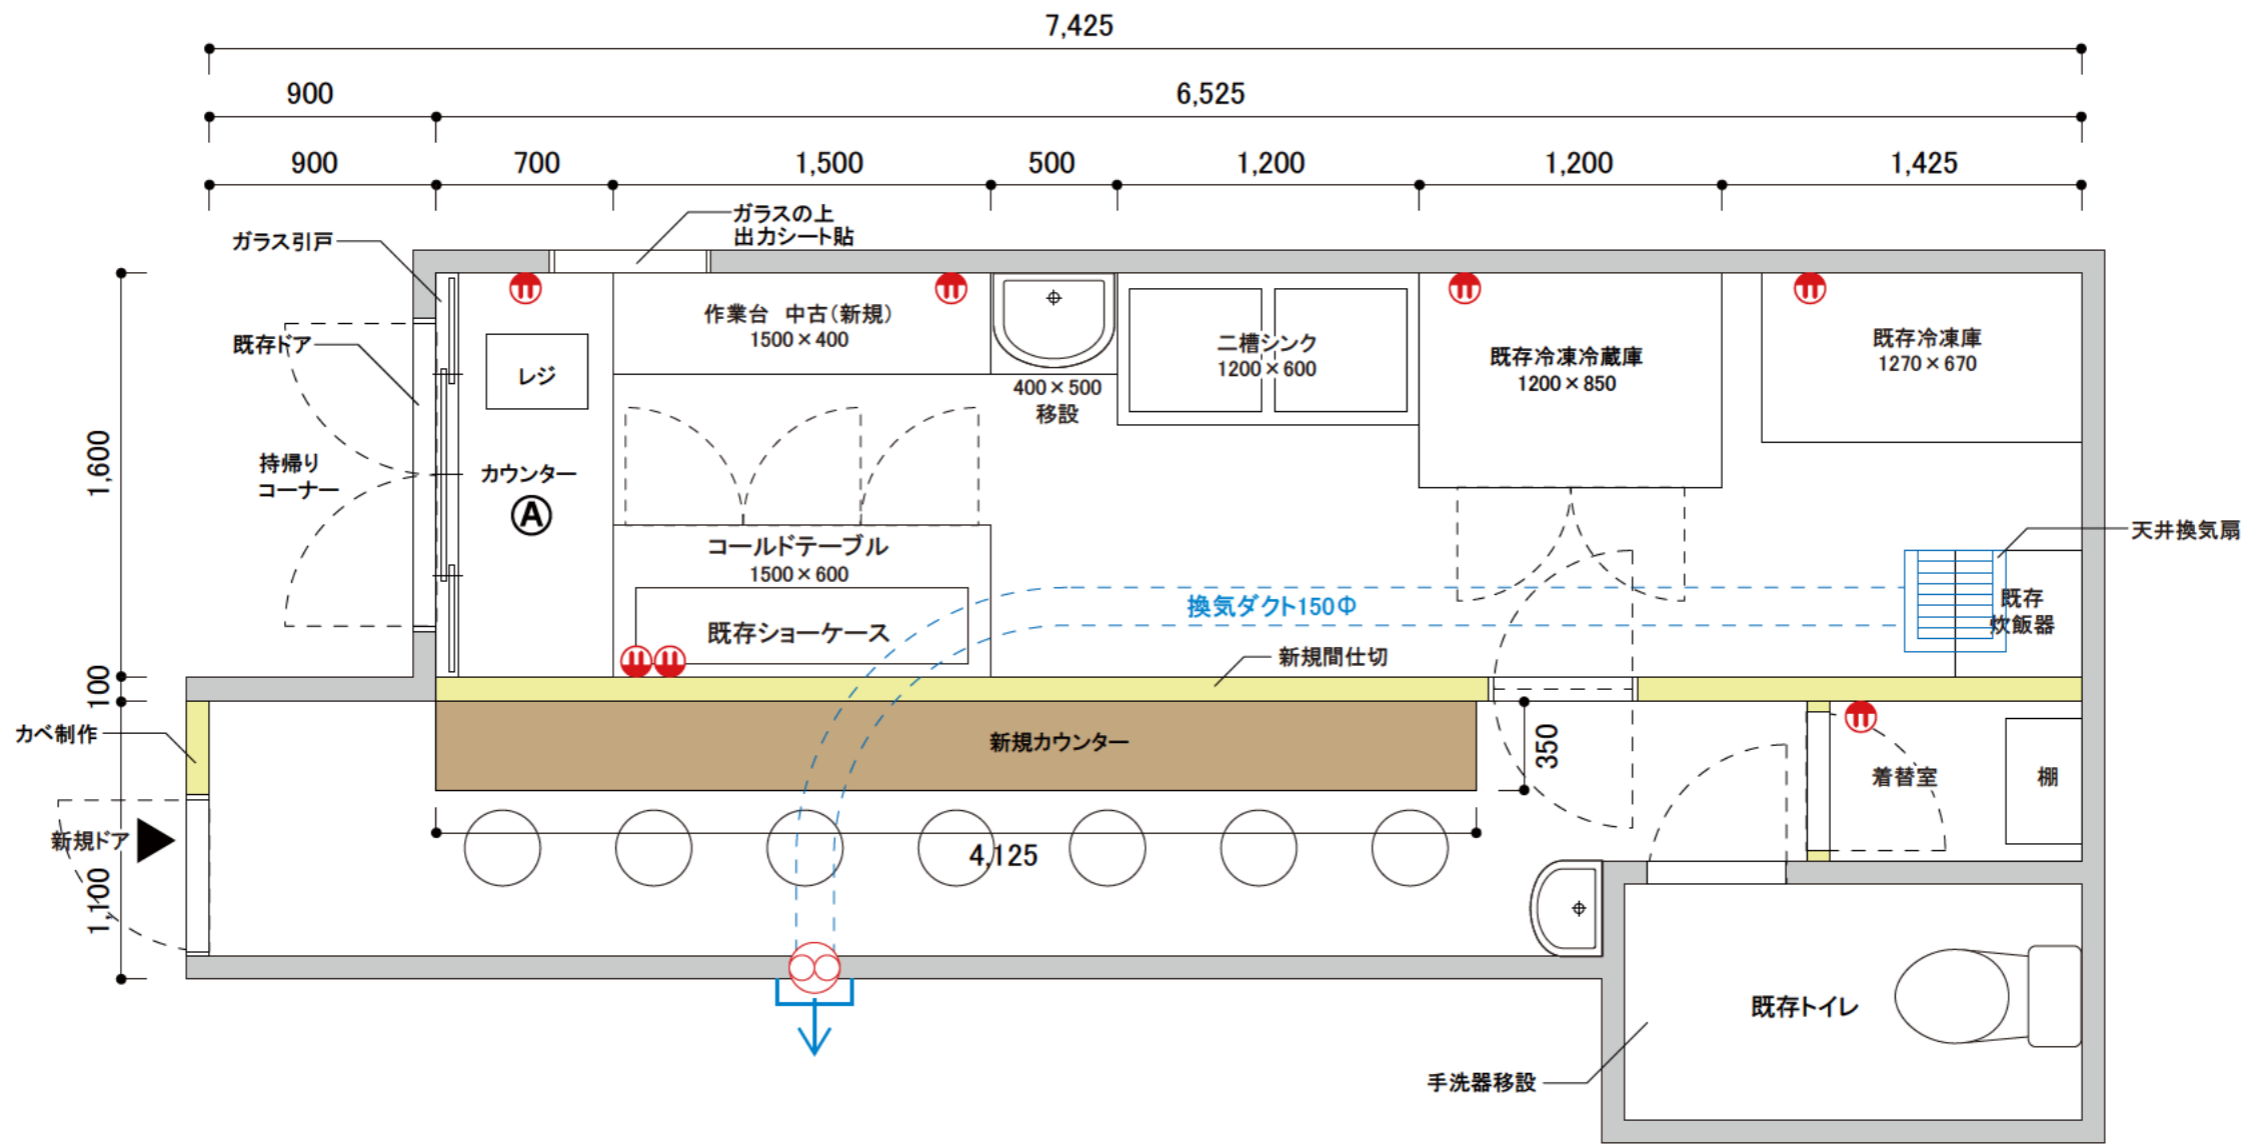 7,425
900
6,525
900
700
1,500
500
1,200
1,200
1,425
ガラスの上
出力シート貼
ガラス引戸
既存ドア
持帰り
コーナー
1,600
100
1,100
レジ
カウンター
A
作業台 中古(新規)
1500×400
400×500
移設
二槽シンク
1200×600
既存冷凍冷蔵庫
1200×850
既存冷凍庫
1270×670
コールドテーブル
1500×600
既存ショーケース
換気ダクト150Φ
新規間仕切
天井換気扇
既存
炊飯器
カベ制作
新規カウンター
350
着替室
棚
新規ドア
4,125
既存トイレ
手洗器移設